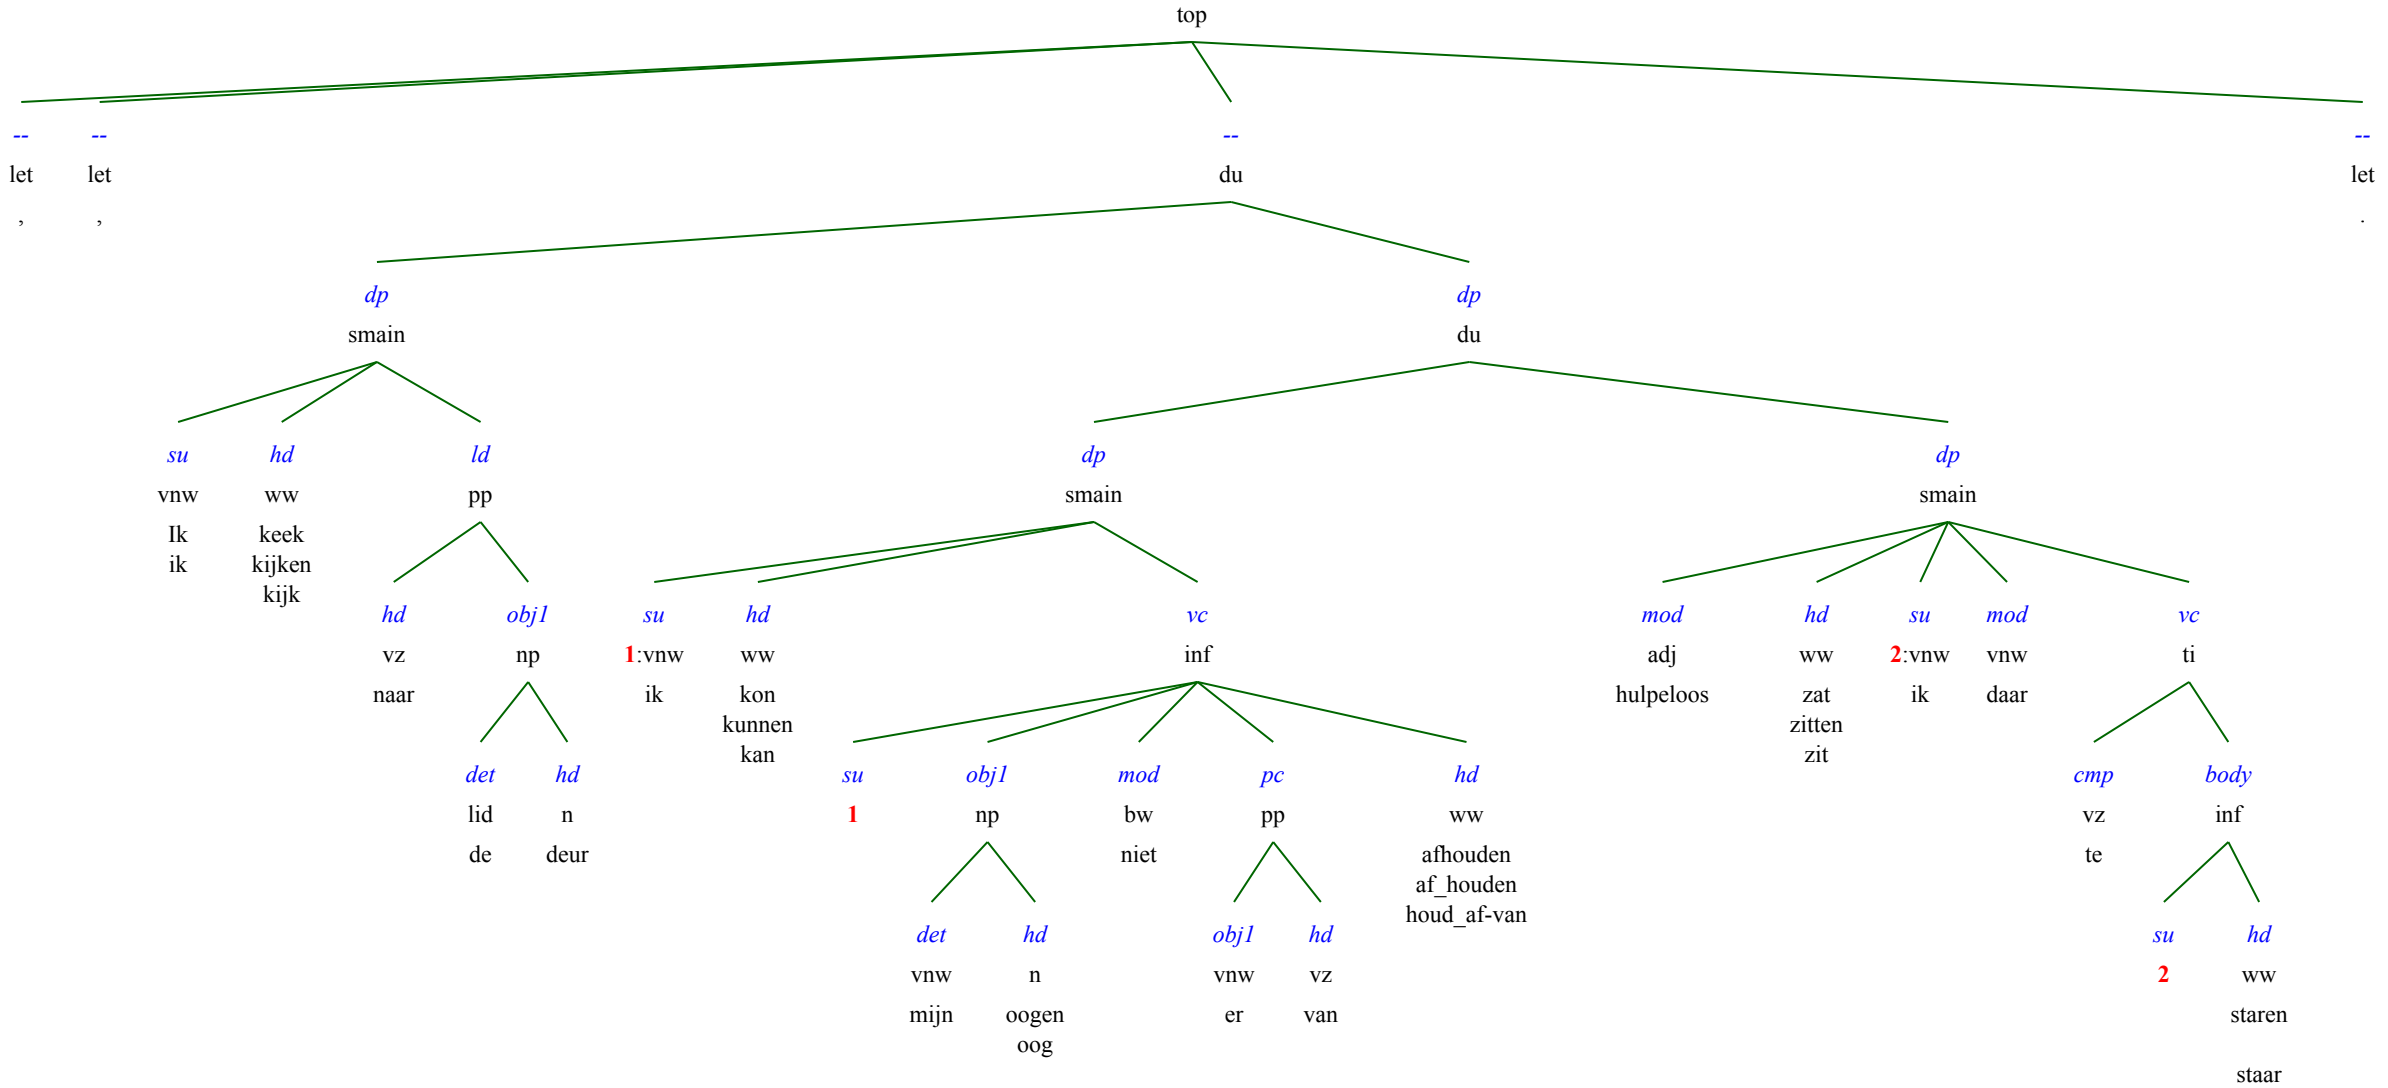 top
-- -- -- --
let let du let
, , .
dp dp
smain du
su hd ld dp dp
vnw ww pp smain smain
Ik keek
ik kijken
kijk
hd obj1 su hd vc mod hd su mod vc
vz np 1:vnw ww inf adj ww 2:vnw vnw ti
naar ik kon hulpeloos zat ik daar
kunnen zitten
kan zit
det hd su obj1 mod pc hd cmp body
lid n 1 np bw pp ww vz inf
de deur niet afhouden te
af_houden
houd_af-van
det hd obj1 hd su hd
vnw n vnw vz 2 ww
mijn oogen er van staren
oog
staar